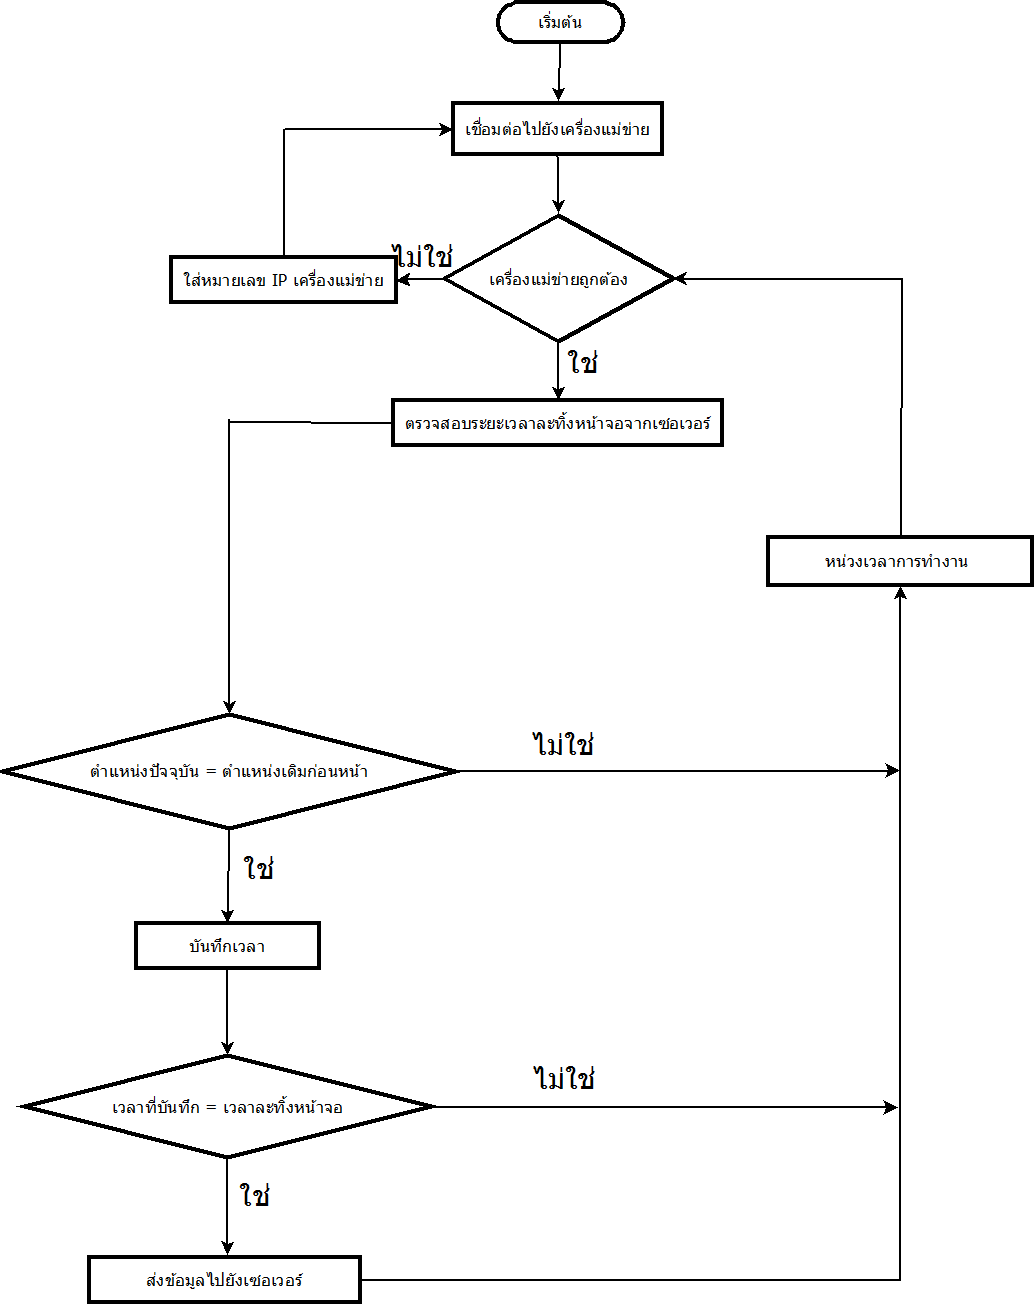 เริ่มต้น
เชื่อมต่อไปยังเครื่องแม่ข่าย
ไม่ใช่
ใส่หมายเลข IP เครื่องแม่ข่าย
เครื่องแม่ข่ายถูกต้อง
ใช่
ตรวจสอบระยะเวลาละทิ้งหน้าจอจากเซอเวอร์
หน่วงเวลาการทำงาน
ไม่ใช่
ตำแหน่งปัจจุบัน = ตำแหน่งเดิมก่อนหน้า
ใช่
บันทึกเวลา
ไม่ใช่
เวลาที่บันทึก = เวลาละทิ้งหน้าจอ
ใช่
ส่งข้อมูลไปยังเซอเวอร์